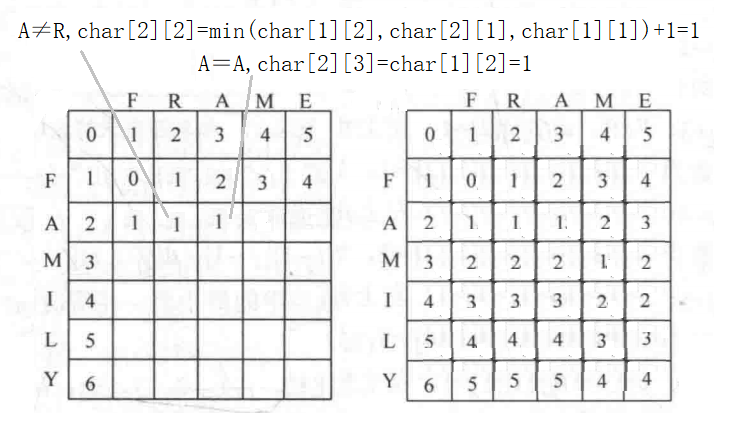 A≠R,char[2][2]=min(char[1][2],char[2][1],char[1][1])+1=1
A=A,char[2][3]=char[1][2]=1
F R A M E
0 1 2 3 4 5
F 1 0 1 2 3 4
A 2 1 1 1
M 3
I 4
L 5
Y 6
F R A M E
0 1 2 3 4 5
F 1 0 1 2 3 4
A 2 1 1 1 2 3
M 3 2 2 2 1 2
I 4 3 3 3 2 2
L 5 4 4 4 3 3
Y 6 5 5 5 4 4